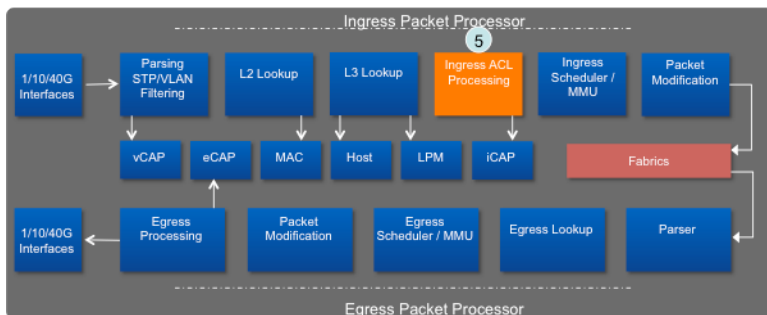 Ingress Packet Processor
5
1/10/40G
Interfaces
Parsing
STP/VLAN
Filtering
L2 Lookup
L3 Lookup
Ingress ACL
Processing
Ingress
Scheduler /
MMU
Packet
Modification
vCAP
eCAP
MAC
Host
LPM
iCAP
Fabrics
1/10/40G
Interfaces
Egress
Processing
Packet
Modification
Egress
Scheduler / MMU
Egress Lookup
Parser
Egress Packet Processor